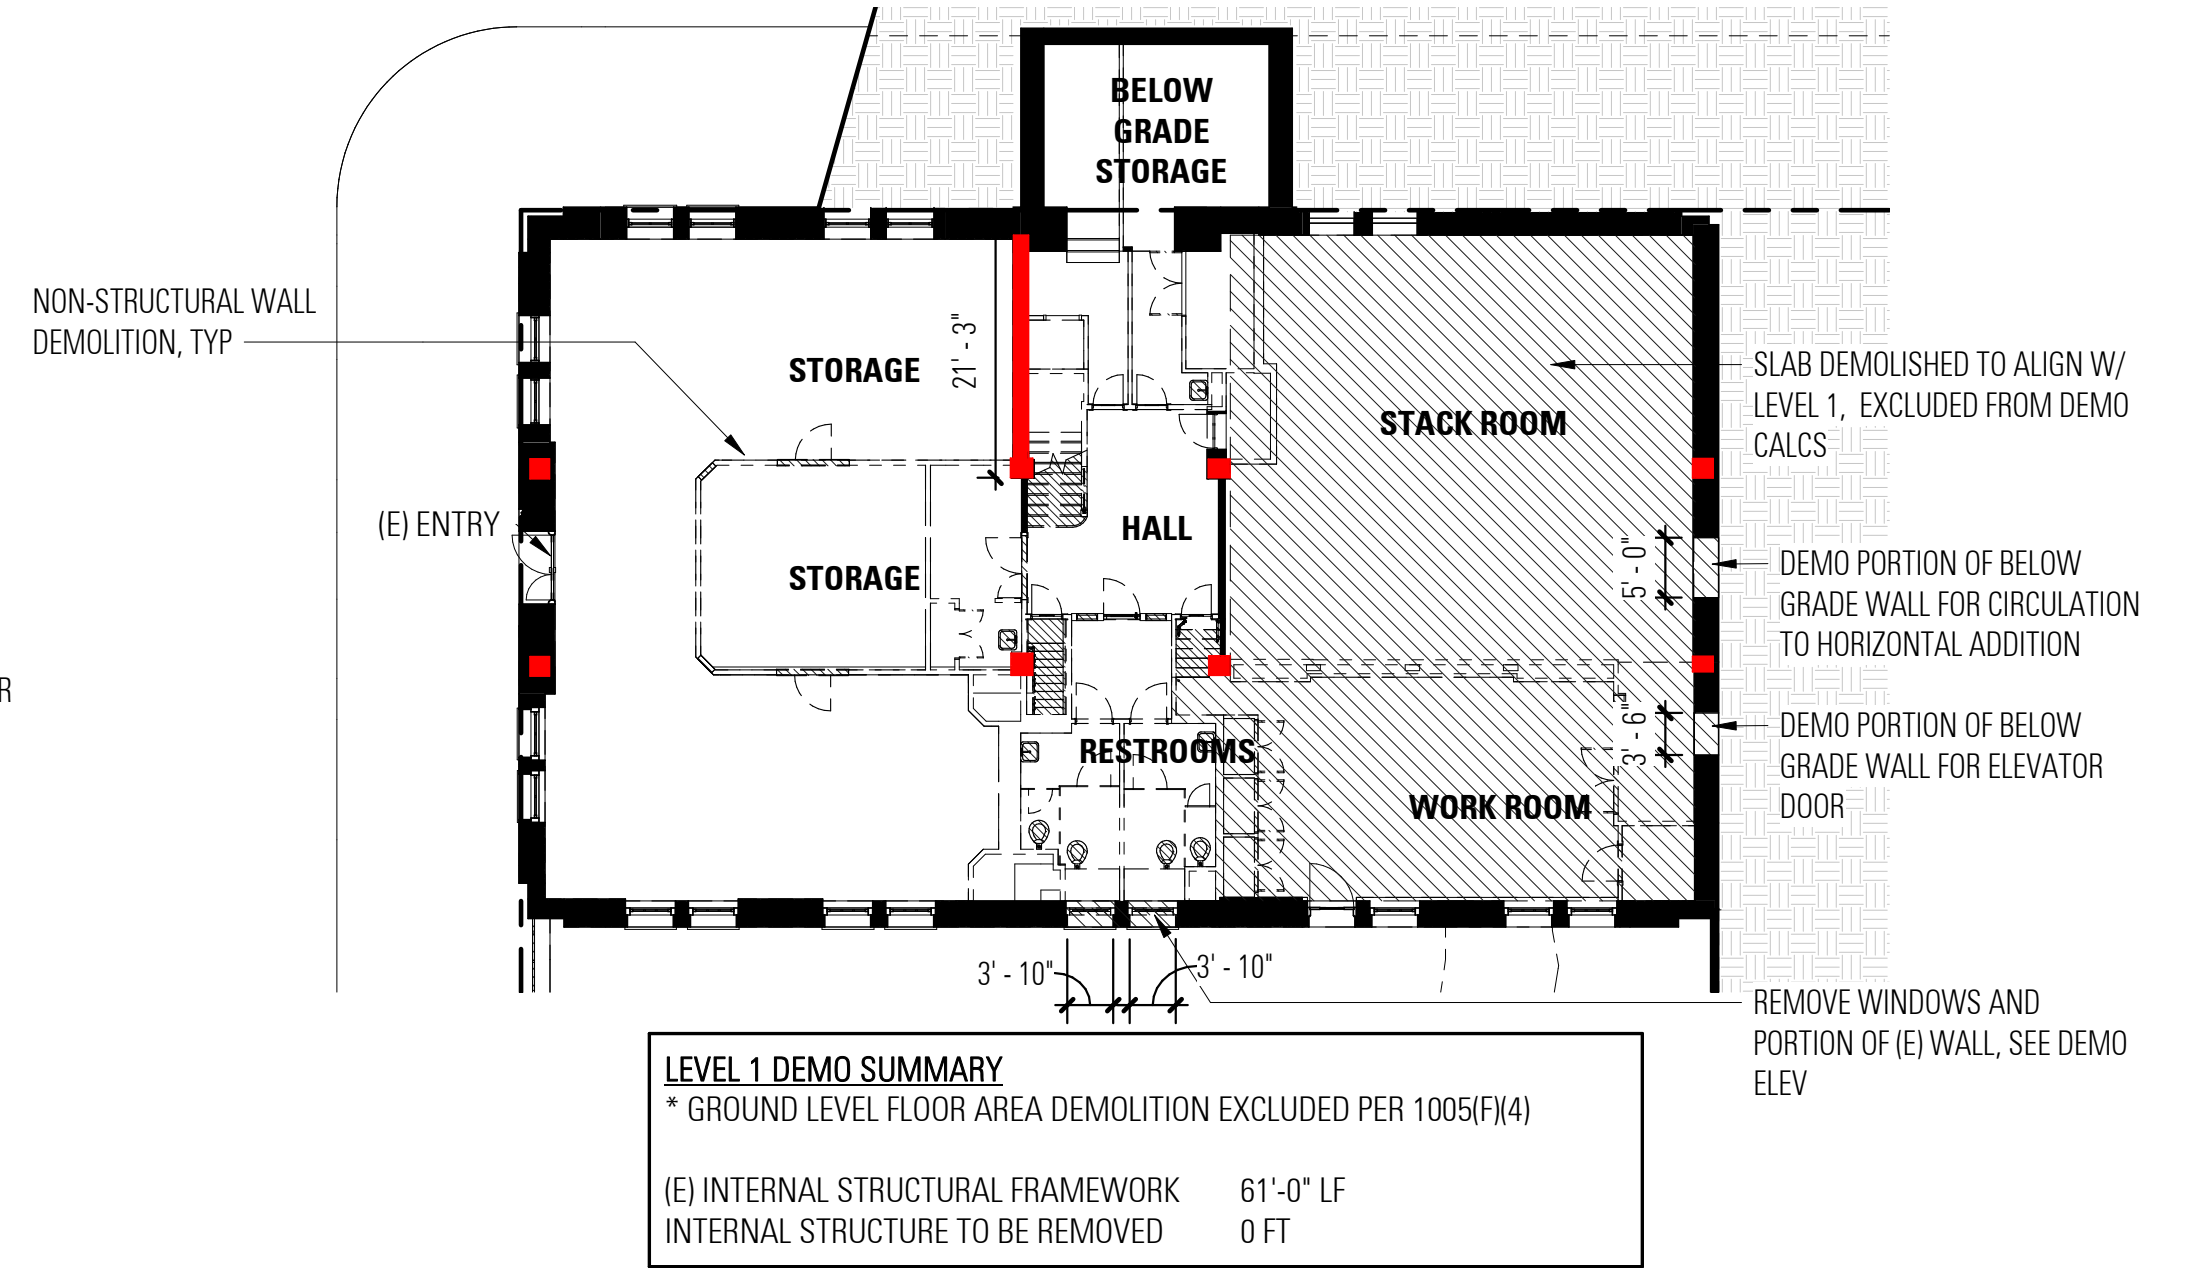 BELOW
GRADE
STORAGE
NON-STRUCTURAL WALL
DEMOLITION, TYP
21' - 3"
STORAGE
SLAB DEMOLISHED TO ALIGN W/
LEVEL 1, EXCLUDED FROM DEMO
CALCS
STACK ROOM
(E) ENTRY
HALL
STORAGE
5' - 0"
DEMO PORTION OF BELOW
GRADE WALL FOR CIRCULATION
TO HORIZONTAL ADDITION
R
3' - 6"
DEMO PORTION OF BELOW
GRADE WALL FOR ELEVATOR
DOOR
RESTROOMS
WORK ROOM
3' - 10"
3' - 10"
REMOVE WINDOWS AND
PORTION OF (E) WALL, SEE DEMO
ELEV
LEVEL 1 DEMO SUMMARY
* GROUND LEVEL FLOOR AREA DEMOLITION EXCLUDED PER 1005(F)(4)
(E) INTERNAL STRUCTURAL FRAMEWORK 61'-0" LF
INTERNAL STRUCTURE TO BE REMOVED 0 FT